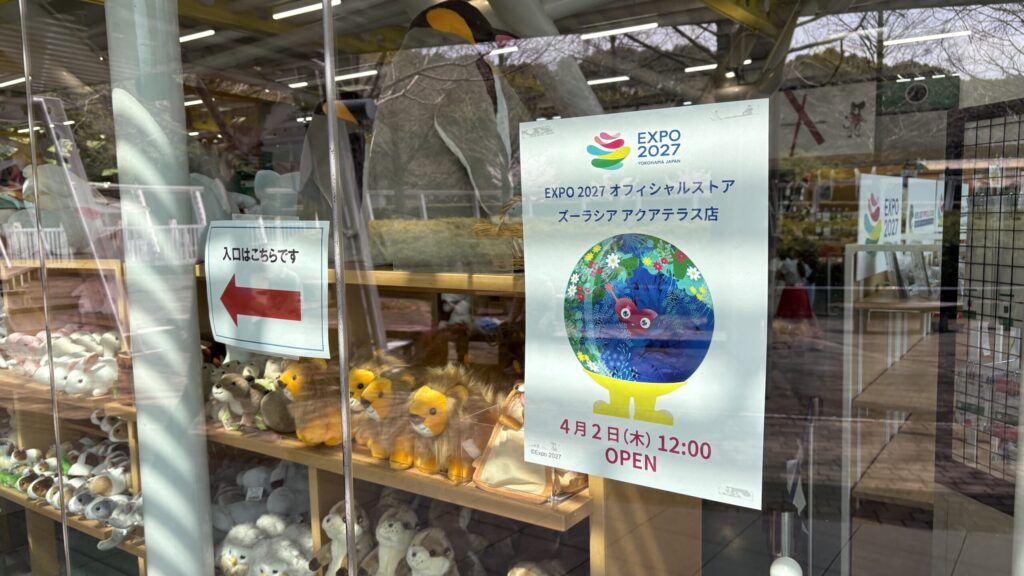 入口はこちらです
EXPO
2027
YOKOHAMA JAPAN
EXPO 2027 オフィシャルストア
ズーラシア アクアテラス店
4月2日(木) 12:00
OPEN
©Expo 2027
EXPO